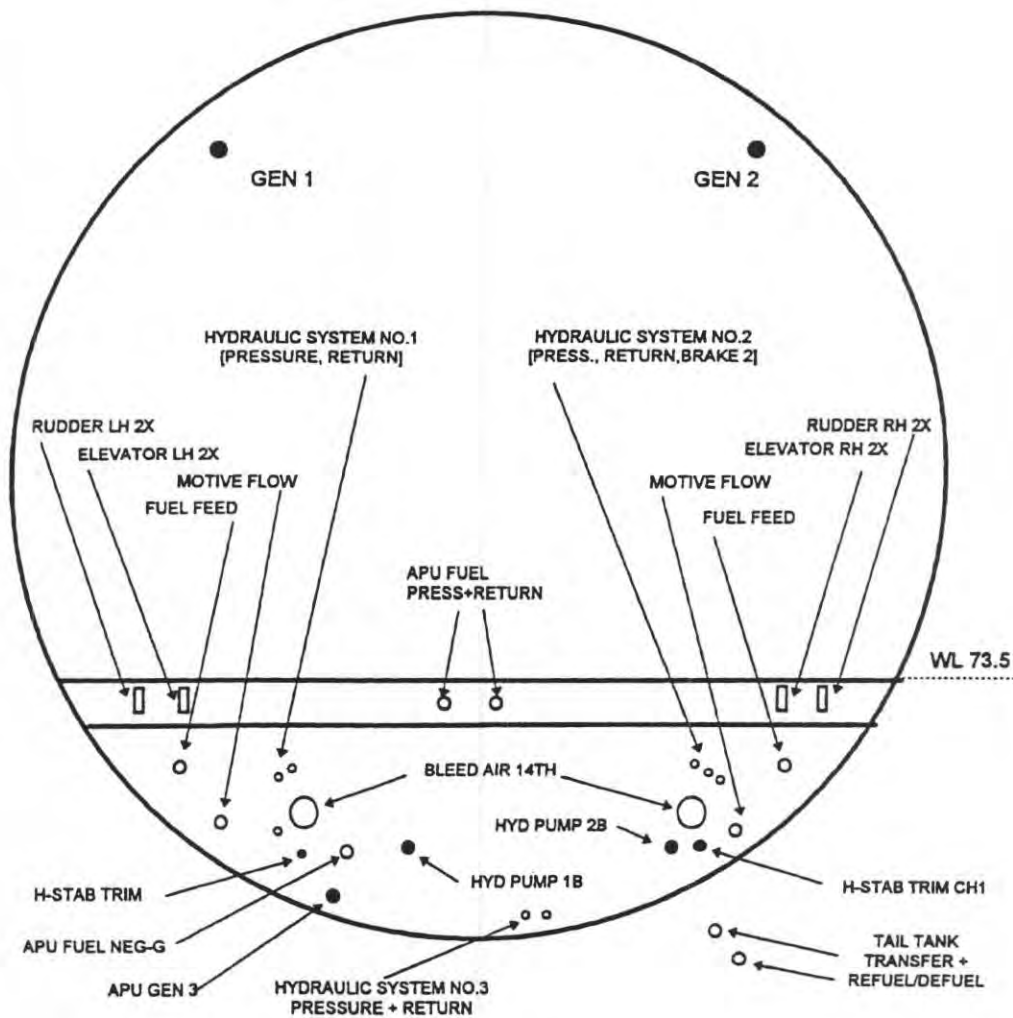 GEN 1
GEN 2
HYDRAULIC SYSTEM NO.1
[PRESSURE, RETURN]
HYDRAULIC SYSTEM NO.2
[PRESS., RETURN,BRAKE 2]
RUDDER LH 2X
ELEVATOR LH 2X
MOTIVE FLOW
FUEL FEED
RUDDER RH 2X
ELEVATOR RH 2X
MOTIVE FLOW
FUEL FEED
APU FUEL
PRESS+RETURN
WL 73.5
BLEED AIR 14TH
HYD PUMP 2B
HYD PUMP 1B
H-STAB TRIM
H-STAB TRIM CH1
APU FUEL NEG-G
APU GEN 3
HYDRAULIC SYSTEM NO.3
PRESSURE + RETURN
TAIL TANK
TRANSFER +
REFUEL/DEFUEL